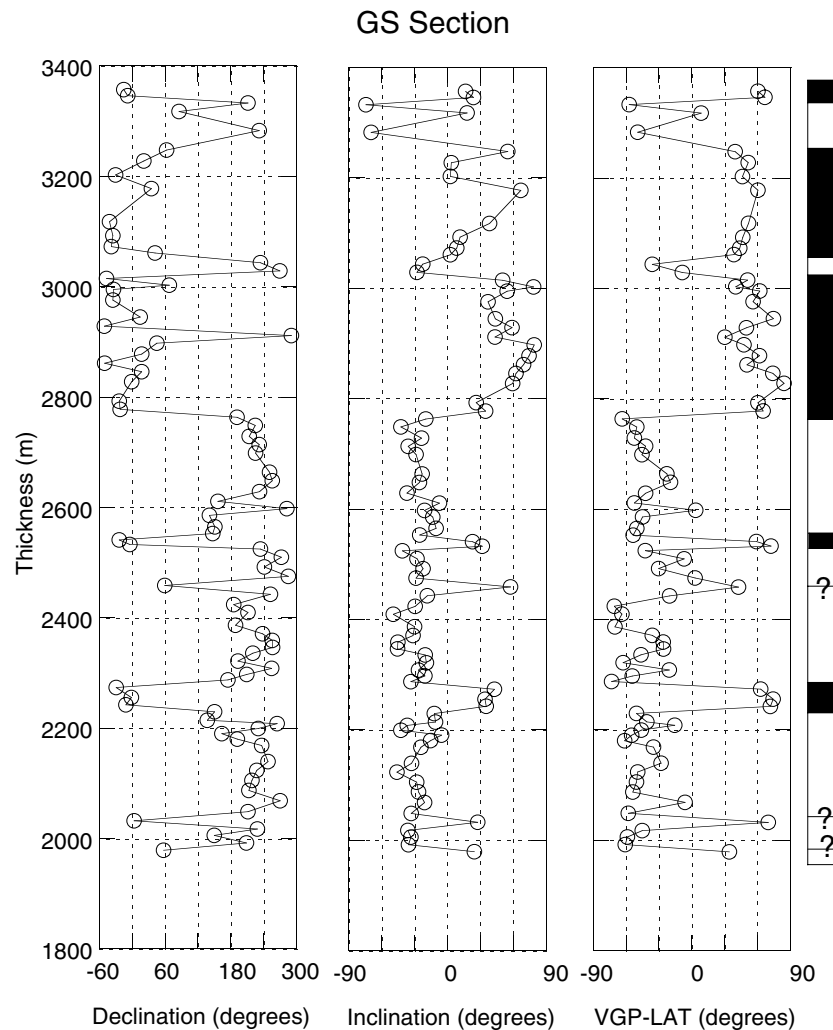 GS Section
3400
3200
3000
2800
2600
2400
2200
2000
1800
Thickness (m)
-60 60 180 300
-90 0 90
-90 0 90
Declination (degrees)
Inclination (degrees)
VGP-LAT (degrees)
?
?
?